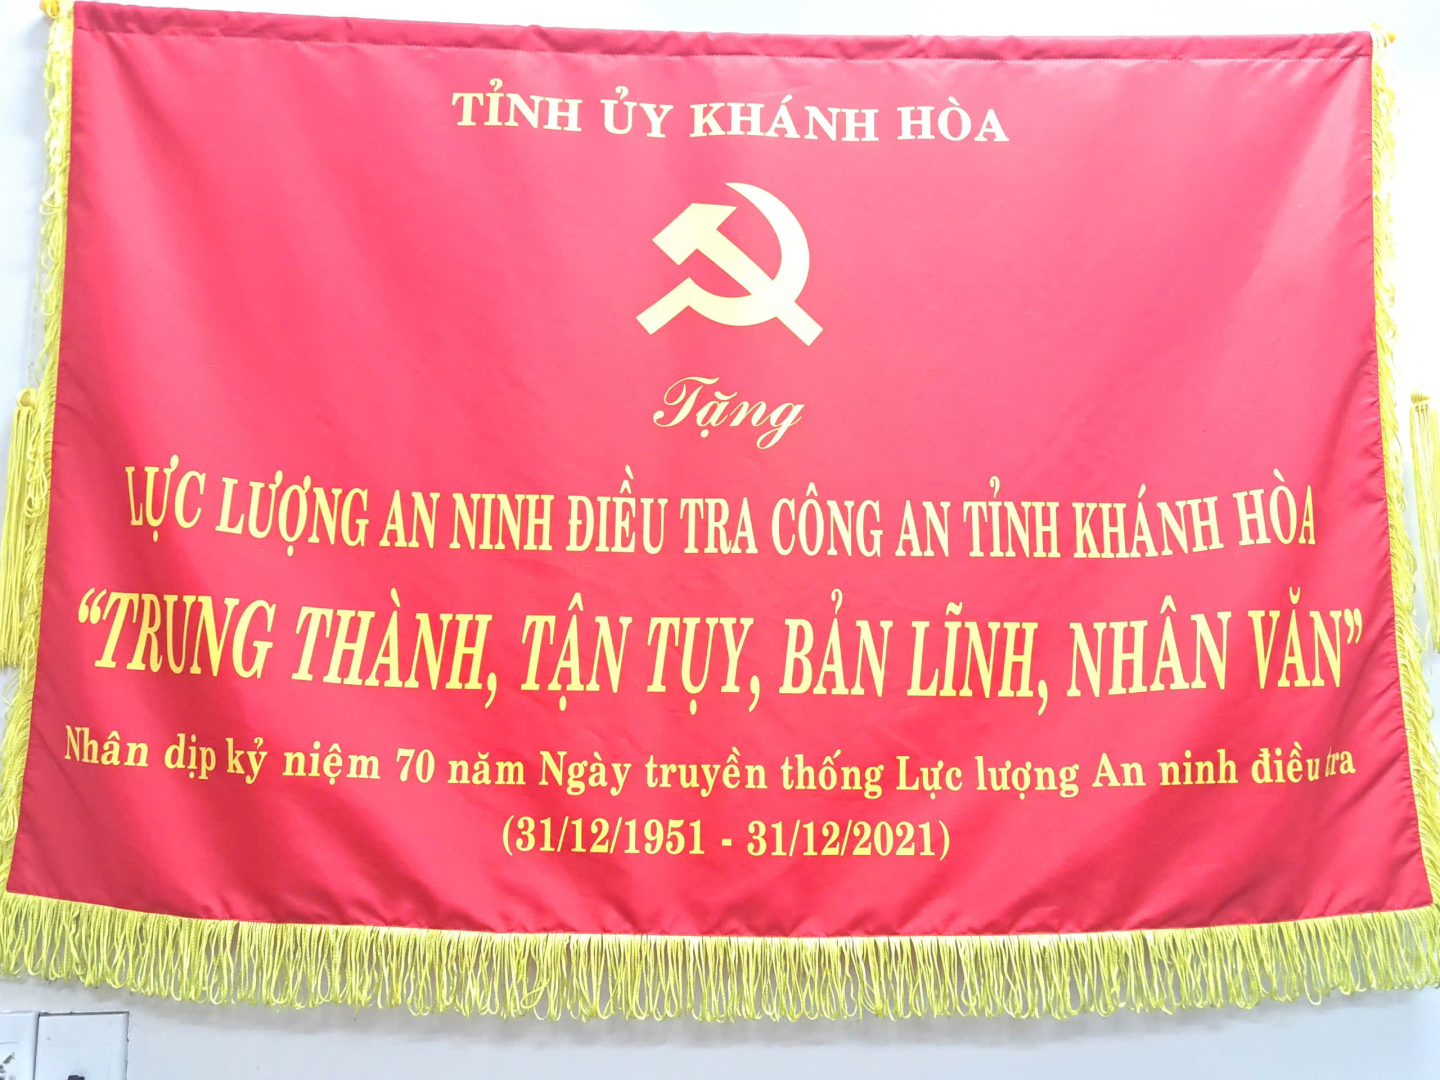 TỈNH ỦY KHÁNH HÒA
Tặng
LỰC LƯỢNG AN NINH ĐIỀU TRA CÔNG AN TỈNH KHÁNH HÒA
“TRUNG THÀNH, TẬN TỤY, BẢN LĨNH, NHÂN VĂN”
Nhân dịp kỷ niệm 70 năm Ngày truyền thống Lực lượng An ninh điều tra
(31/12/1951 - 31/12/2021)